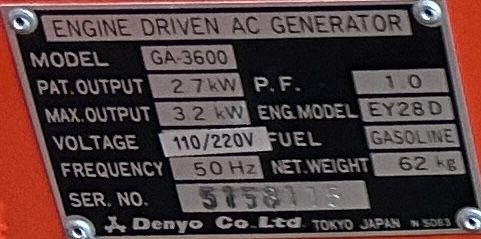 ENGINE DRIVEN AC GENERATOR
MODEL GA-3600
PAT. OUTPUT 2.7 kW P. F. 1.0
MAX. OUTPUT 3.2 kW ENG. MODEL EY28D
VOLTAGE 110/220V FUEL GASOLINE
FREQUENCY 50 Hz NET. WEIGHT 62 kg
SER. NO.
Denyo Co. Ltd. TOKYO JAPAN